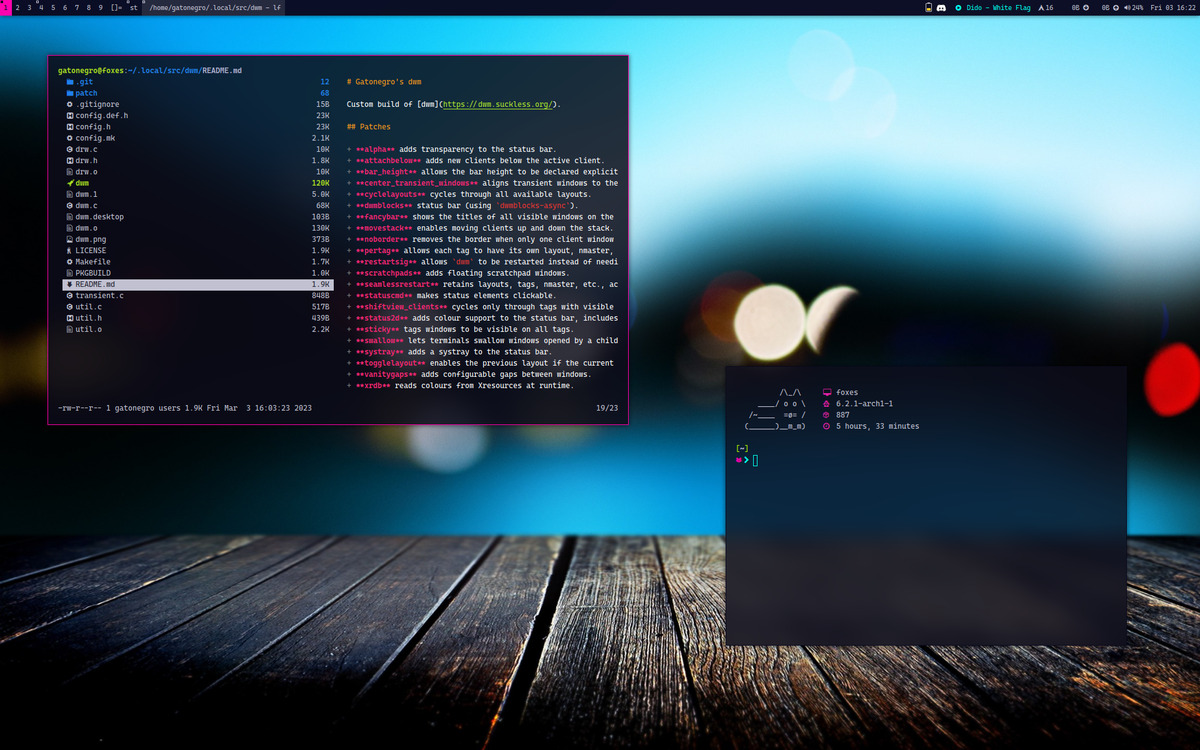 1 2 3 4 5 6 7 8 9 []= st /home/gatonegro/.local/src/dwm - lf
Dido - White Flag 16 0B 0B 24% Fri 03 16:22
gatonegro@foxes:~/.local/src/dwm/README.md
.git 12
patch 68
.gitignore 15B
config.def.h 23K
config.h 23K
config.mk 2.1K
drw.c 10K
drw.h 1.8K
drw.o 10K
dwm 120K
dwm.1 5.0K
dwm.c 68K
dwm.desktop 103B
dwm.o 130K
dwm.png 373B
LICENSE 1.9K
Makefile 1.7K
PKGBUILD 1.0K
README.md 1.9K
transient.c 848B
util.c 517B
util.h 439B
util.o 2.2K
# Gatonegro's dwm
Custom build of [dwm](https://dwm.suckless.org/).
## Patches
+ **alpha** adds transparency to the status bar.
+ **attachbelow** adds new clients below the active client.
+ **bar_height** allows the bar height to be declared explicit
+ **center_transient_windows** aligns transient windows to the
+ **cyclelayouts** cycles through all available layouts.
+ **dwmblocks** status bar (using `dwmblocks-async`).
+ **fancybar** shows the titles of all visible windows on the
+ **movestack** enables moving clients up and down the stack.
+ **noborder** removes the border when only one client window
+ **pertag** allows each tag to have its own layout, nmaster,
+ **restartsig** allows `dwm` to be restarted instead of needi
+ **scratchpads** adds floating scratchpad windows.
+ **seamlessrestart** retains layouts, tags, nmaster, etc., ac
+ **statuscmd** makes status elements clickable.
+ **shiftview_clients** cycles only through tags with visible
+ **status2d** adds colour support to the status bar, includes
+ **sticky** tags windows to be visible on all tags.
+ **swallow** lets terminals swallow windows opened by a child
+ **systray** adds a systray to the status bar.
+ **togglelayout** enables the previous layout if the current
+ **vanitygaps** adds configurable gaps between windows.
+ **xrdb** reads colours from Xresources at runtime.
-rw-r--r-- 1 gatonegro users 1.9K Fri Mar  3 16:03:23 2023 19/23
/\_/\ foxes
____/ o o \ 6.2.1-arch1-1
/~____ =ø= / 887
(______)__m_m) 5 hours, 33 minutes
[~]